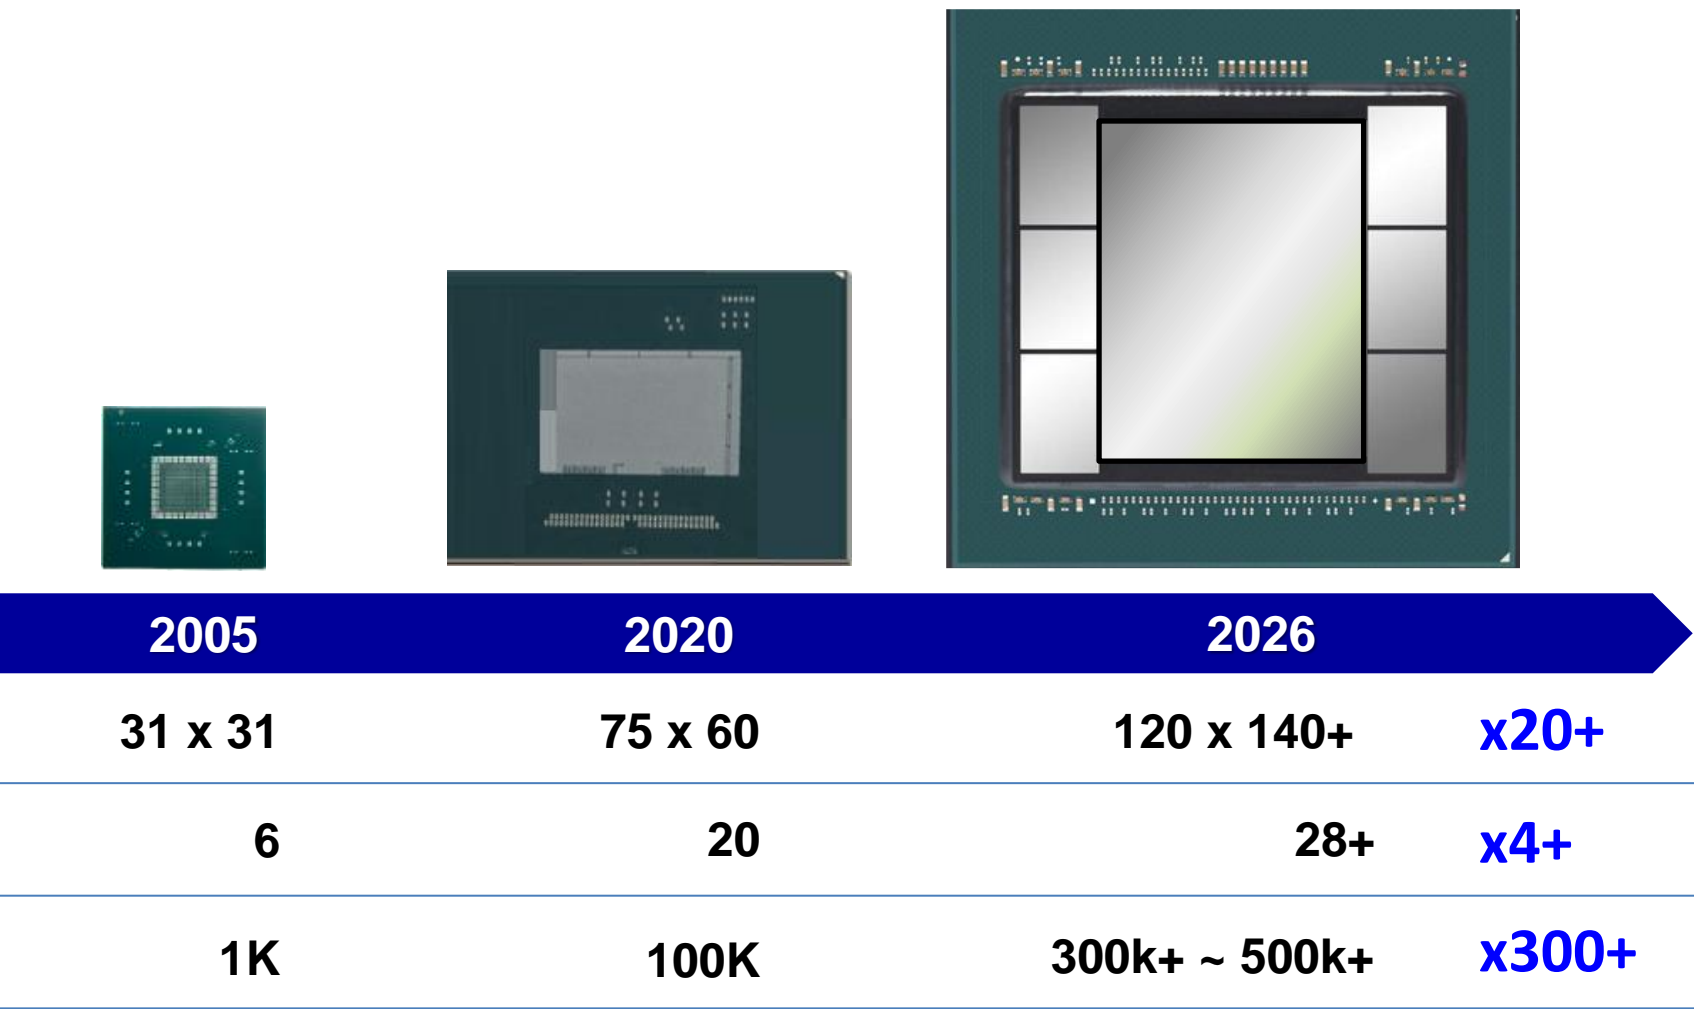 2005 2020 2026
31 x 31 75 x 60 120 x 140+ x20+
6 20 28+ x4+
1K 100K 300k+ ~ 500k+ x300+